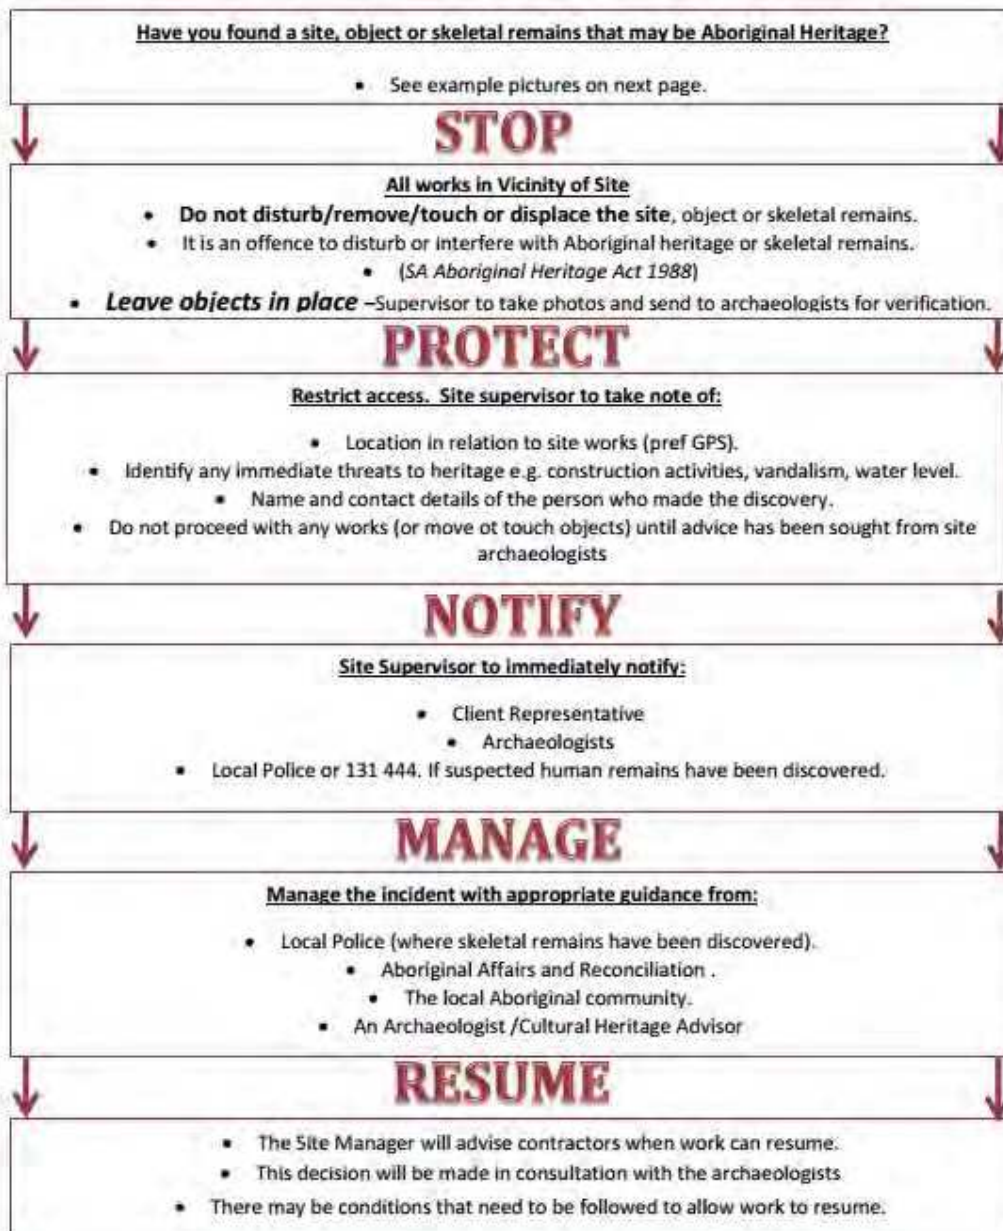 Have you found a site, object or skeletal remains that may be Aboriginal Heritage?
• See example pictures on next page.
STOP
All works in Vicinity of Site
• Do not disturb/remove/touch or displace the site, object or skeletal remains.
• It is an offence to disturb or interfere with Aboriginal heritage or skeletal remains.
• (SA Aboriginal Heritage Act 1988)
• Leave objects in place –Supervisor to take photos and send to archaeologists for verification.
PROTECT
Restrict access. Site supervisor to take note of:
• Location in relation to site works (pref GPS).
• Identify any immediate threats to heritage e.g. construction activities, vandalism, water level.
• Name and contact details of the person who made the discovery.
• Do not proceed with any works (or move ot touch objects) until advice has been sought from site
archaeologists
NOTIFY
Site Supervisor to immediately notify:
• Client Representative
• Archaeologists
• Local Police or 131 444. If suspected human remains have been discovered.
MANAGE
Manage the incident with appropriate guidance from:
• Local Police (where skeletal remains have been discovered).
• Aboriginal Affairs and Reconciliation .
• The local Aboriginal community.
• An Archaeologist /Cultural Heritage Advisor
RESUME
• The Site Manager will advise contractors when work can resume.
• This decision will be made in consultation with the archaeologists
• There may be conditions that need to be followed to allow work to resume.